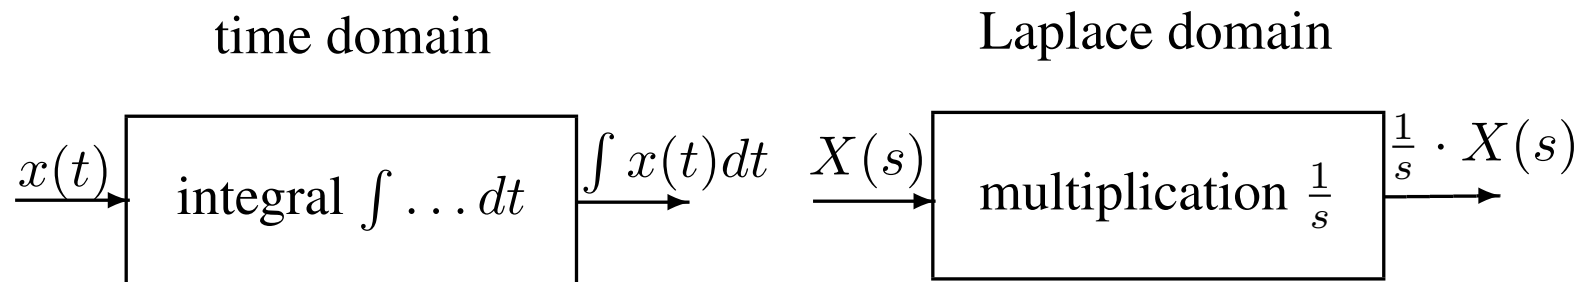 time domain
Laplace domain
x(t)
integral ∫ … dt
∫ x(t)dt
X(s)
multiplication 1/s
1/s · X(s)